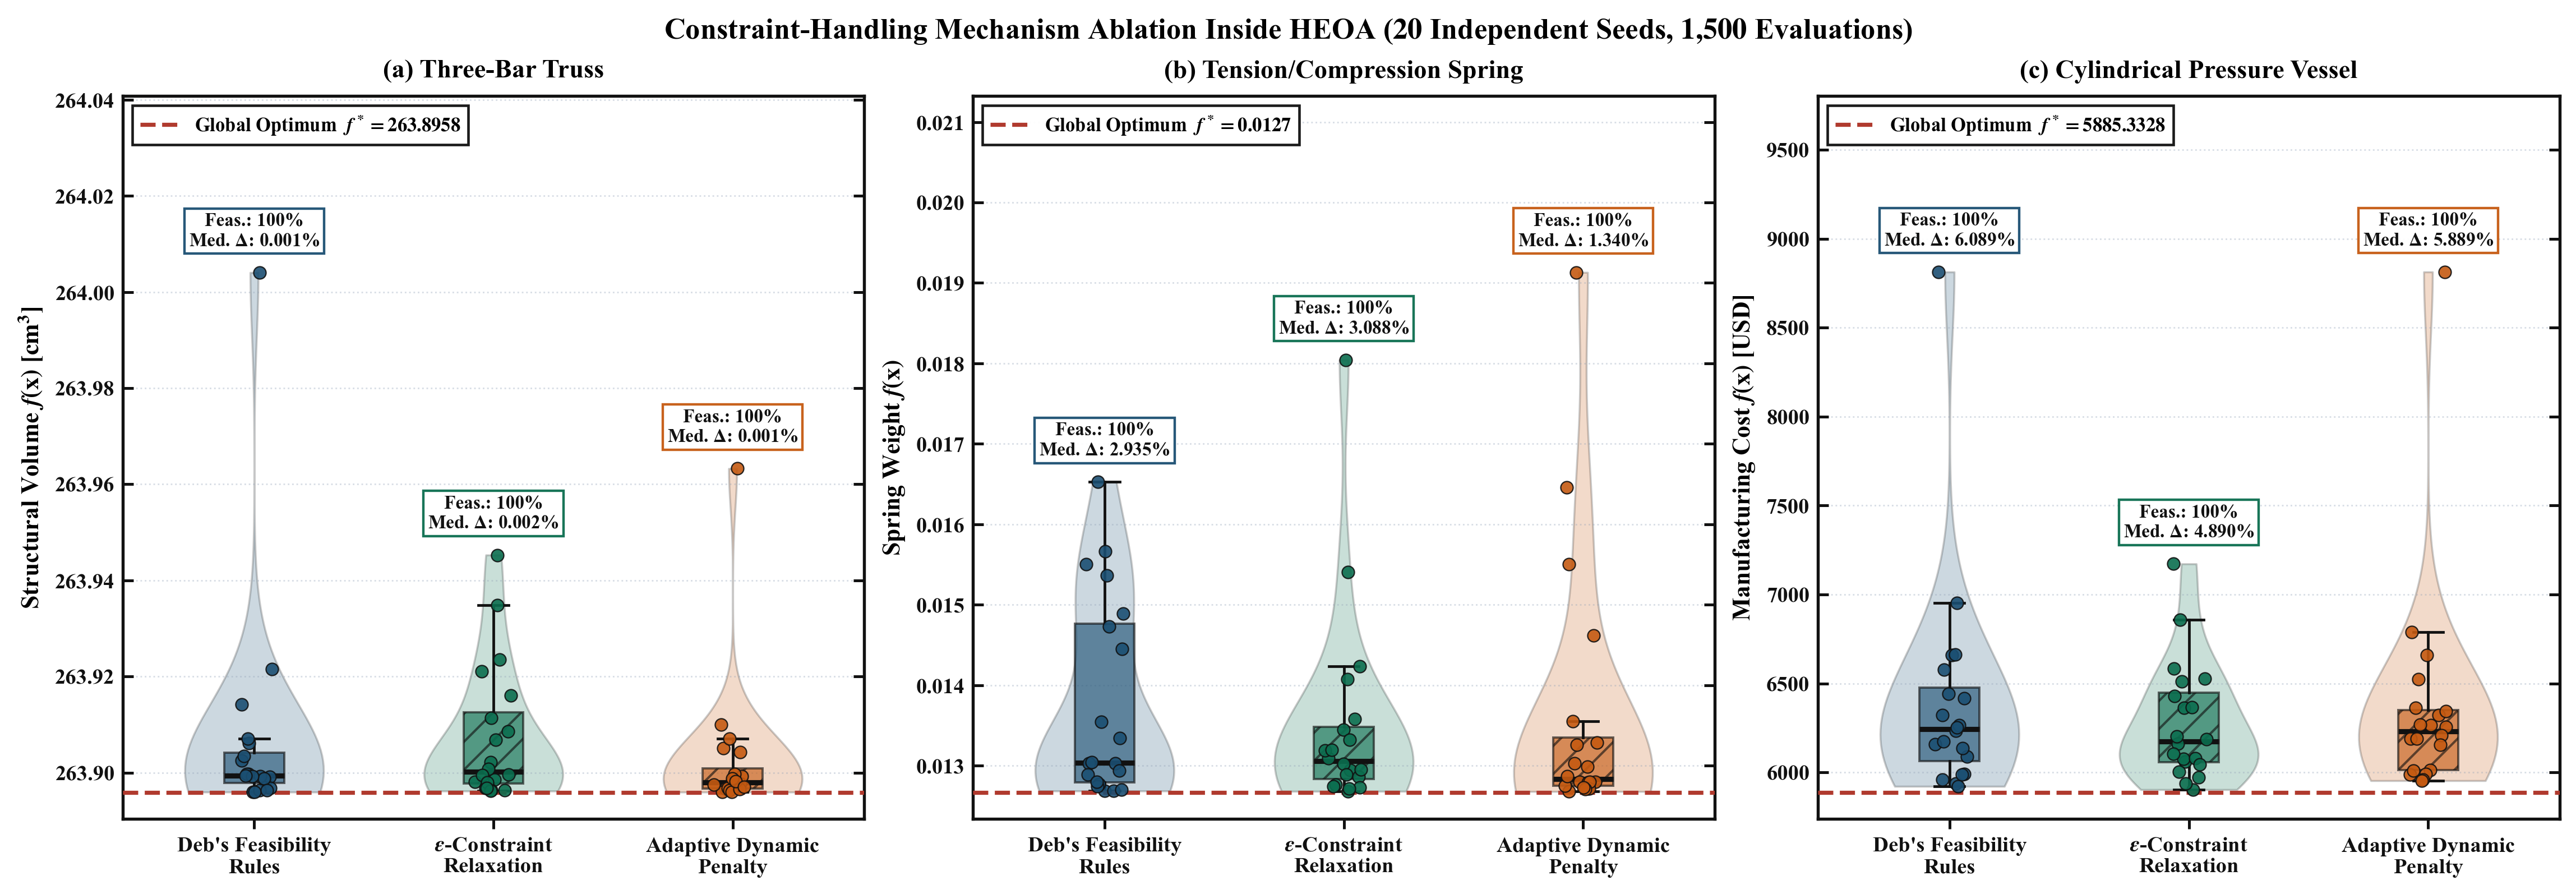 Constraint-Handling Mechanism Ablation Inside HEOA (20 Independent Seeds, 1,500 Evaluations)
(a) Three-Bar Truss
Structural Volume f(x) [cm³]
264.04
264.02
264.00
263.98
263.96
263.94
263.92
263.90
Global Optimum f* = 263.8958
Feas.: 100%
Med. Δ: 0.001%
Feas.: 100%
Med. Δ: 0.002%
Feas.: 100%
Med. Δ: 0.001%
Deb's Feasibility
Rules
ε-Constraint
Relaxation
Adaptive Dynamic
Penalty
(b) Tension/Compression Spring
Spring Weight f(x)
0.021
0.020
0.019
0.018
0.017
0.016
0.015
0.014
0.013
Global Optimum f* = 0.0127
Feas.: 100%
Med. Δ: 2.935%
Feas.: 100%
Med. Δ: 3.088%
Feas.: 100%
Med. Δ: 1.340%
Deb's Feasibility
Rules
ε-Constraint
Relaxation
Adaptive Dynamic
Penalty
(c) Cylindrical Pressure Vessel
Manufacturing Cost f(x) [USD]
9500
9000
8500
8000
7500
7000
6500
6000
Global Optimum f* = 5885.3328
Feas.: 100%
Med. Δ: 6.089%
Feas.: 100%
Med. Δ: 4.890%
Feas.: 100%
Med. Δ: 5.889%
Deb's Feasibility
Rules
ε-Constraint
Relaxation
Adaptive Dynamic
Penalty